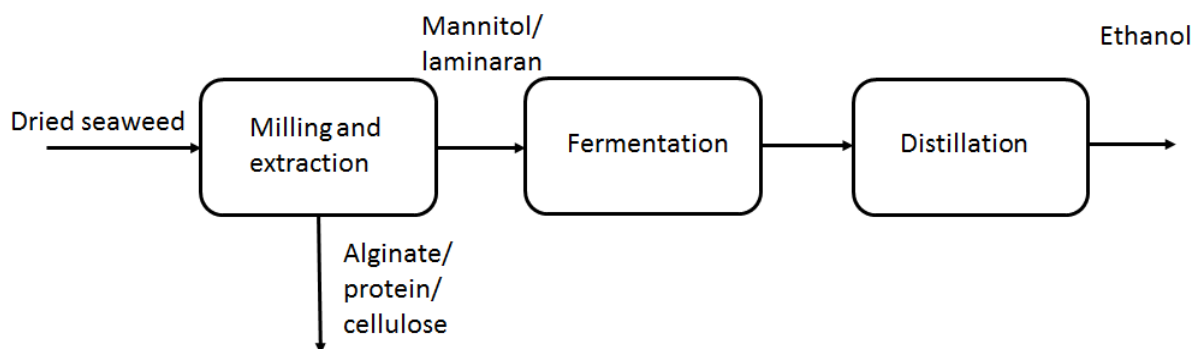 Mannitol/
laminaran
Ethanol
Dried seaweed
Milling and
extraction
Fermentation
Distillation
Alginate/
protein/
cellulose